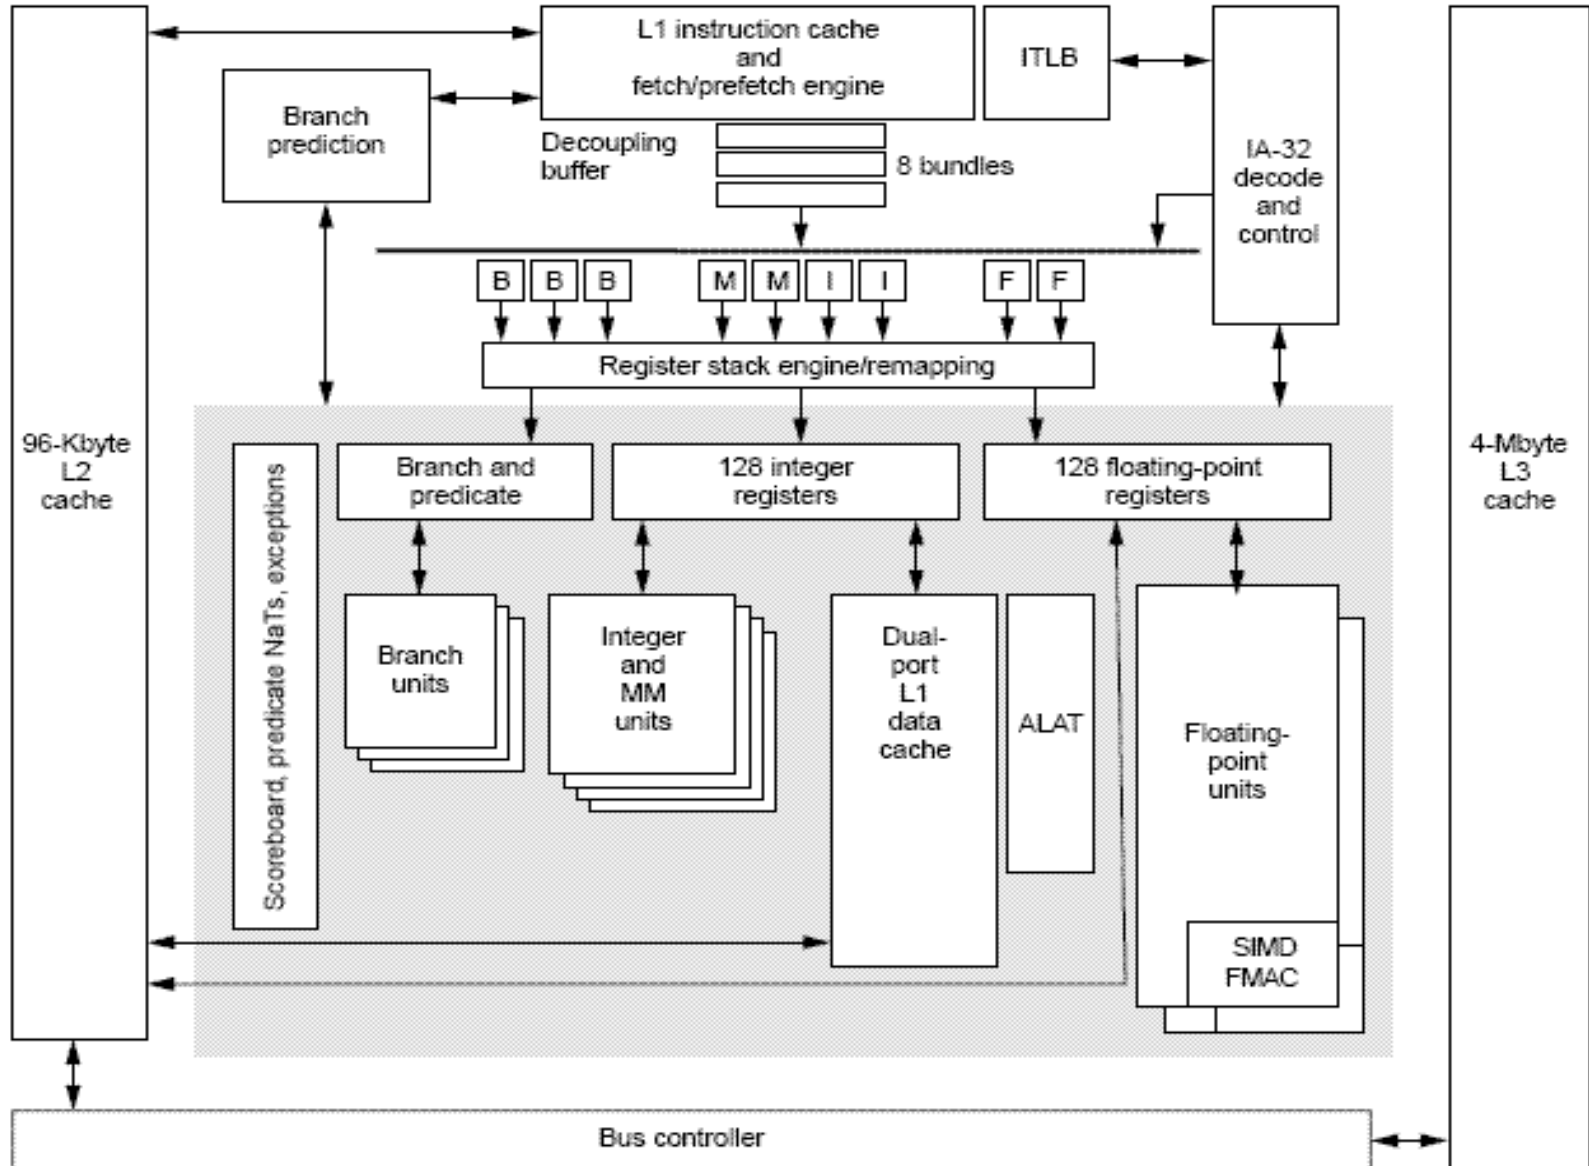 L1 instruction cache
and
fetch/prefetch engine
ITLB
Branch
prediction
Decoupling
buffer
8 bundles
IA-32
decode
and
control
B
B
B
M
M
I
I
F
F
Register stack engine/remapping
96-Kbyte
L2
cache
4-Mbyte
L3
cache
Scoreboard, predicate NaTs, exceptions
Branch and
predicate
128 integer
registers
128 floating-point
registers
Branch
units
Integer
and
MM
units
Dual-
port
L1
data
cache
ALAT
Floating-
point
units
SIMD
FMAC
Bus controller